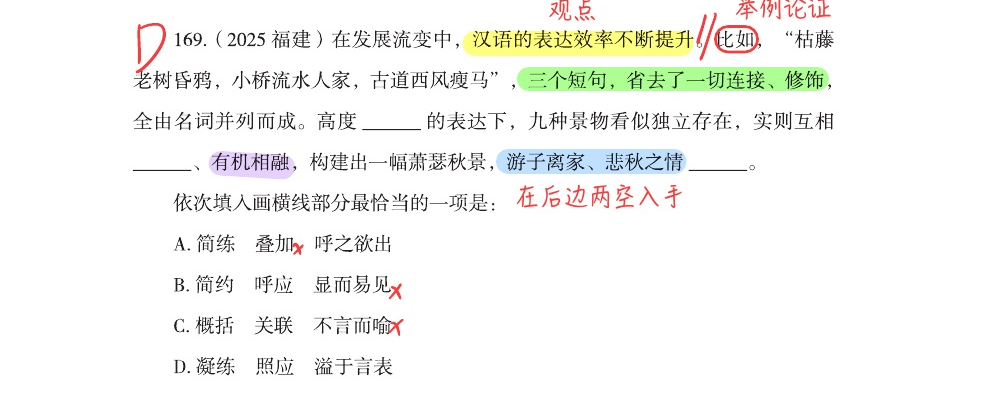 观点 举例论证
D 169.（2025福建）在发展流变中，汉语的表达效率不断提升。//比如，“枯藤
老树昏鸦，小桥流水人家，古道西风瘦马”，三个短句，省去了一切连接、修饰，
全由名词并列而成。高度______的表达下，九种景物看似独立存在，实则互相
______、有机相融，构建出一幅萧瑟秋景，游子离家、悲秋之情______。
依次填入画横线部分最恰当的一项是： 在后边两空入手
A. 简练 叠加× 呼之欲出
B. 简约 呼应 显而易见×
C. 概括 关联 不言而喻×
D. 凝练 照应 溢于言表